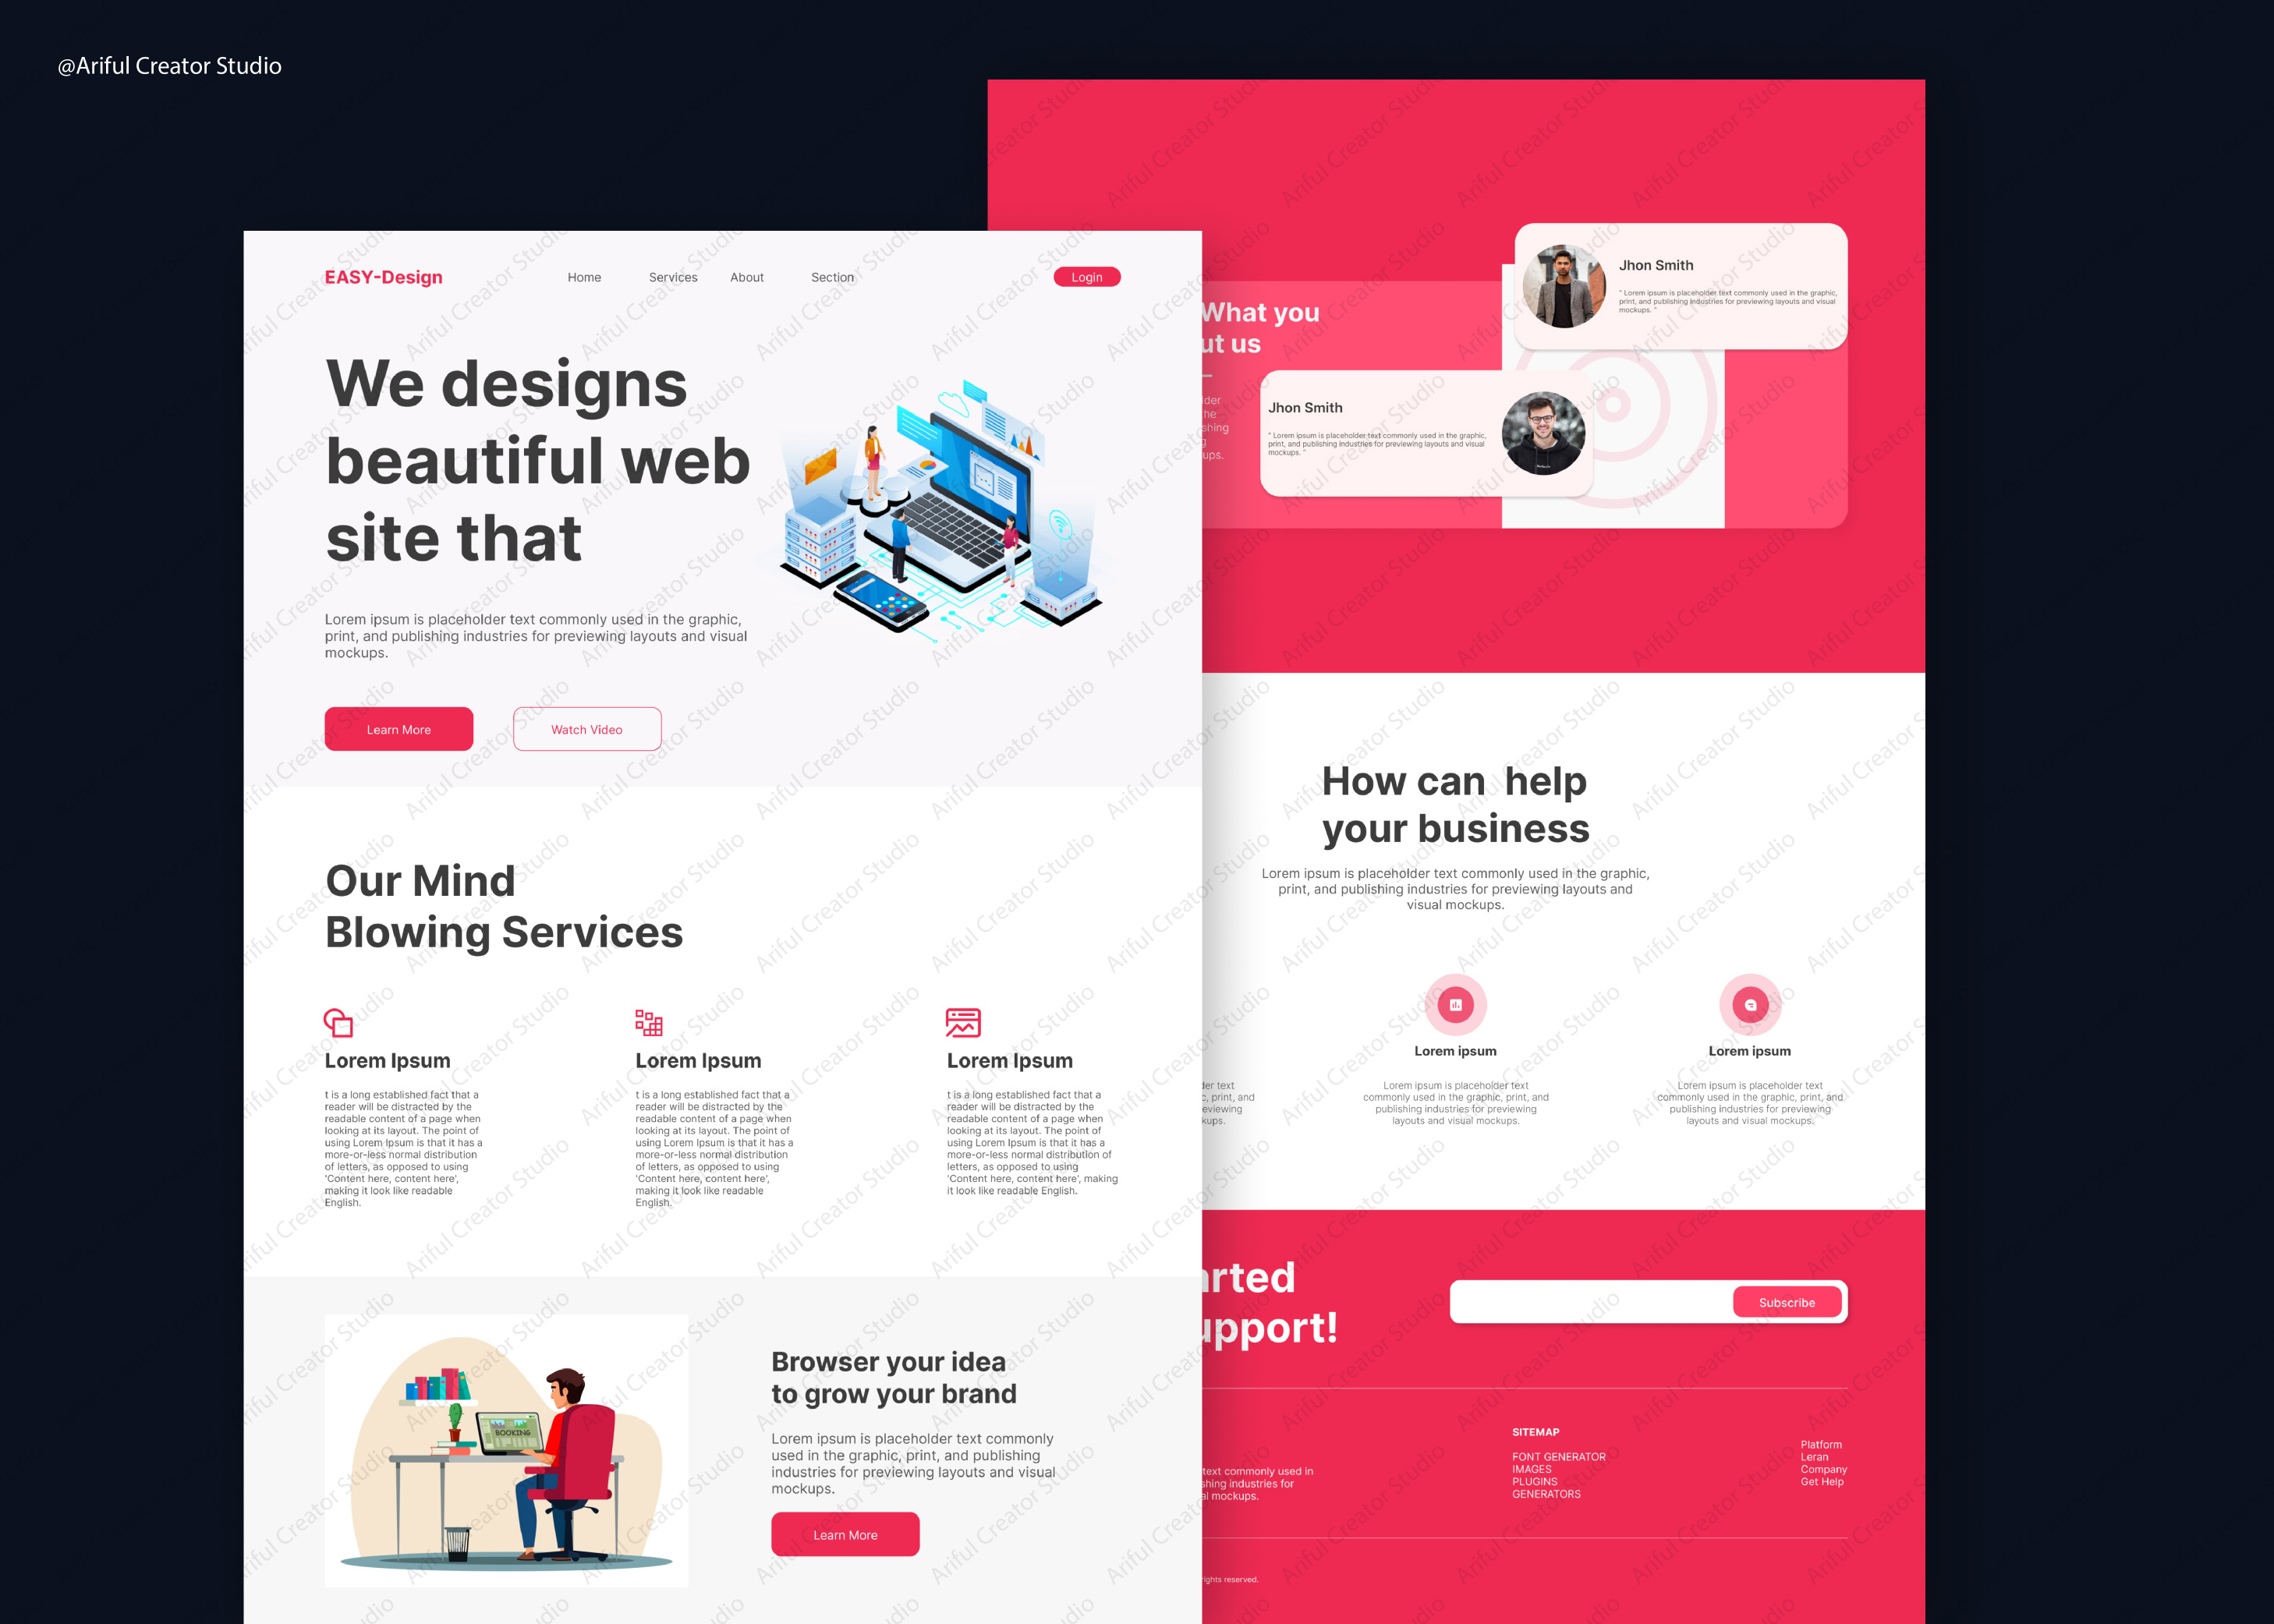 @Ariful Creator Studio
EASY-Design
Home
Services
About
Section
Login
We designs
beautiful web
site that
Lorem ipsum is placeholder text commonly used in the graphic,
print, and publishing industries for previewing layouts and visual
mockups.
Learn More
Watch Video
Our Mind
Blowing Services
Lorem Ipsum
t is a long established fact that a
reader will be distracted by the
readable content of a page when
looking at its layout. The point of
using Lorem Ipsum is that it has a
more-or-less normal distribution
of letters, as opposed to using
'Content here, content here',
making it look like readable
English.
Lorem Ipsum
t is a long established fact that a
reader will be distracted by the
readable content of a page when
looking at its layout. The point of
using Lorem Ipsum is that it has a
more-or-less normal distribution
of letters, as opposed to using
'Content here, content here',
making it look like readable
English.
Lorem Ipsum
t is a long established fact that a
reader will be distracted by the
readable content of a page when
looking at its layout. The point of
using Lorem Ipsum is that it has a
more-or-less normal distribution of
letters, as opposed to using
'Content here, content here', making
it look like readable English.
BOOKING
Browser your idea
to grow your brand
Lorem ipsum is placeholder text commonly
used in the graphic, print, and publishing
industries for previewing layouts and visual
mockups.
Learn More
What you
ut us
Jhon Smith
" Lorem ipsum is placeholder text commonly used in the graphic,
print, and publishing industries for previewing layouts and visual
mockups. "
Jhon Smith
" Lorem ipsum is placeholder text commonly used in the graphic,
print, and publishing industries for previewing layouts and visual
mockups. "
lder
he
shing
g
ups.
How can help
your business
Lorem ipsum is placeholder text commonly used in the graphic,
print, and publishing industries for previewing layouts and
visual mockups.
der text
c, print, and
eviewing
kups.
Lorem ipsum
Lorem ipsum is placeholder text
commonly used in the graphic, print, and
publishing industries for previewing
layouts and visual mockups.
Lorem ipsum
Lorem ipsum is placeholder text
commonly used in the graphic, print, and
publishing industries for previewing
layouts and visual mockups.
arted
upport!
Subscribe
text commonly used in
shing industries for
al mockups.
SITEMAP
FONT GENERATOR
IMAGES
PLUGINS
GENERATORS
Platform
Leran
Company
Get Help
rights reserved.
Ariful Creator Studio